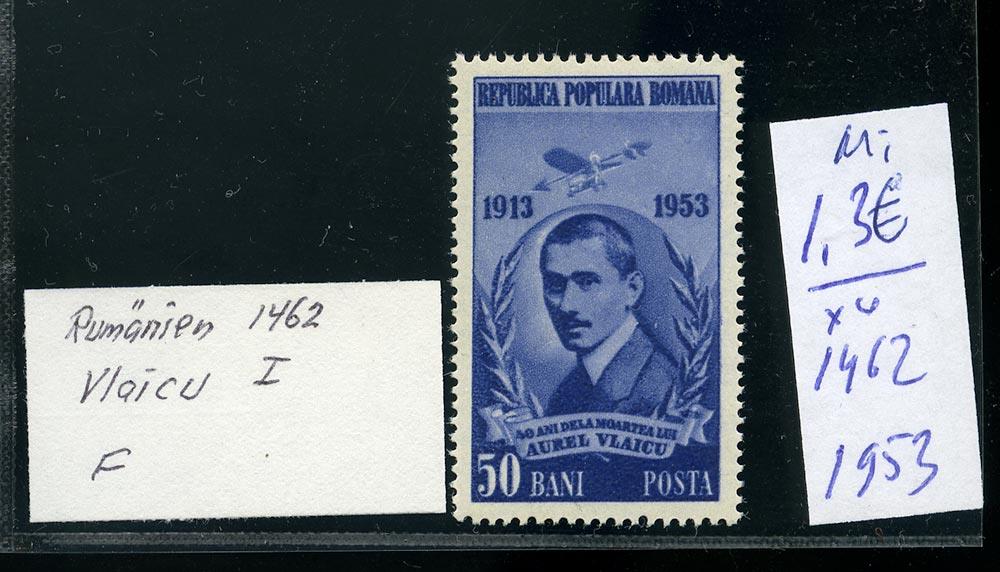 Rumänien 1462
Vlaicu I
F
REPUBLICA POPULARA ROMANA
1913 1953
40 ANI DELA MOARTEA LUI
AUREL VLAICU
50 BANI POSTA
Mi
1,3€
1462
1953